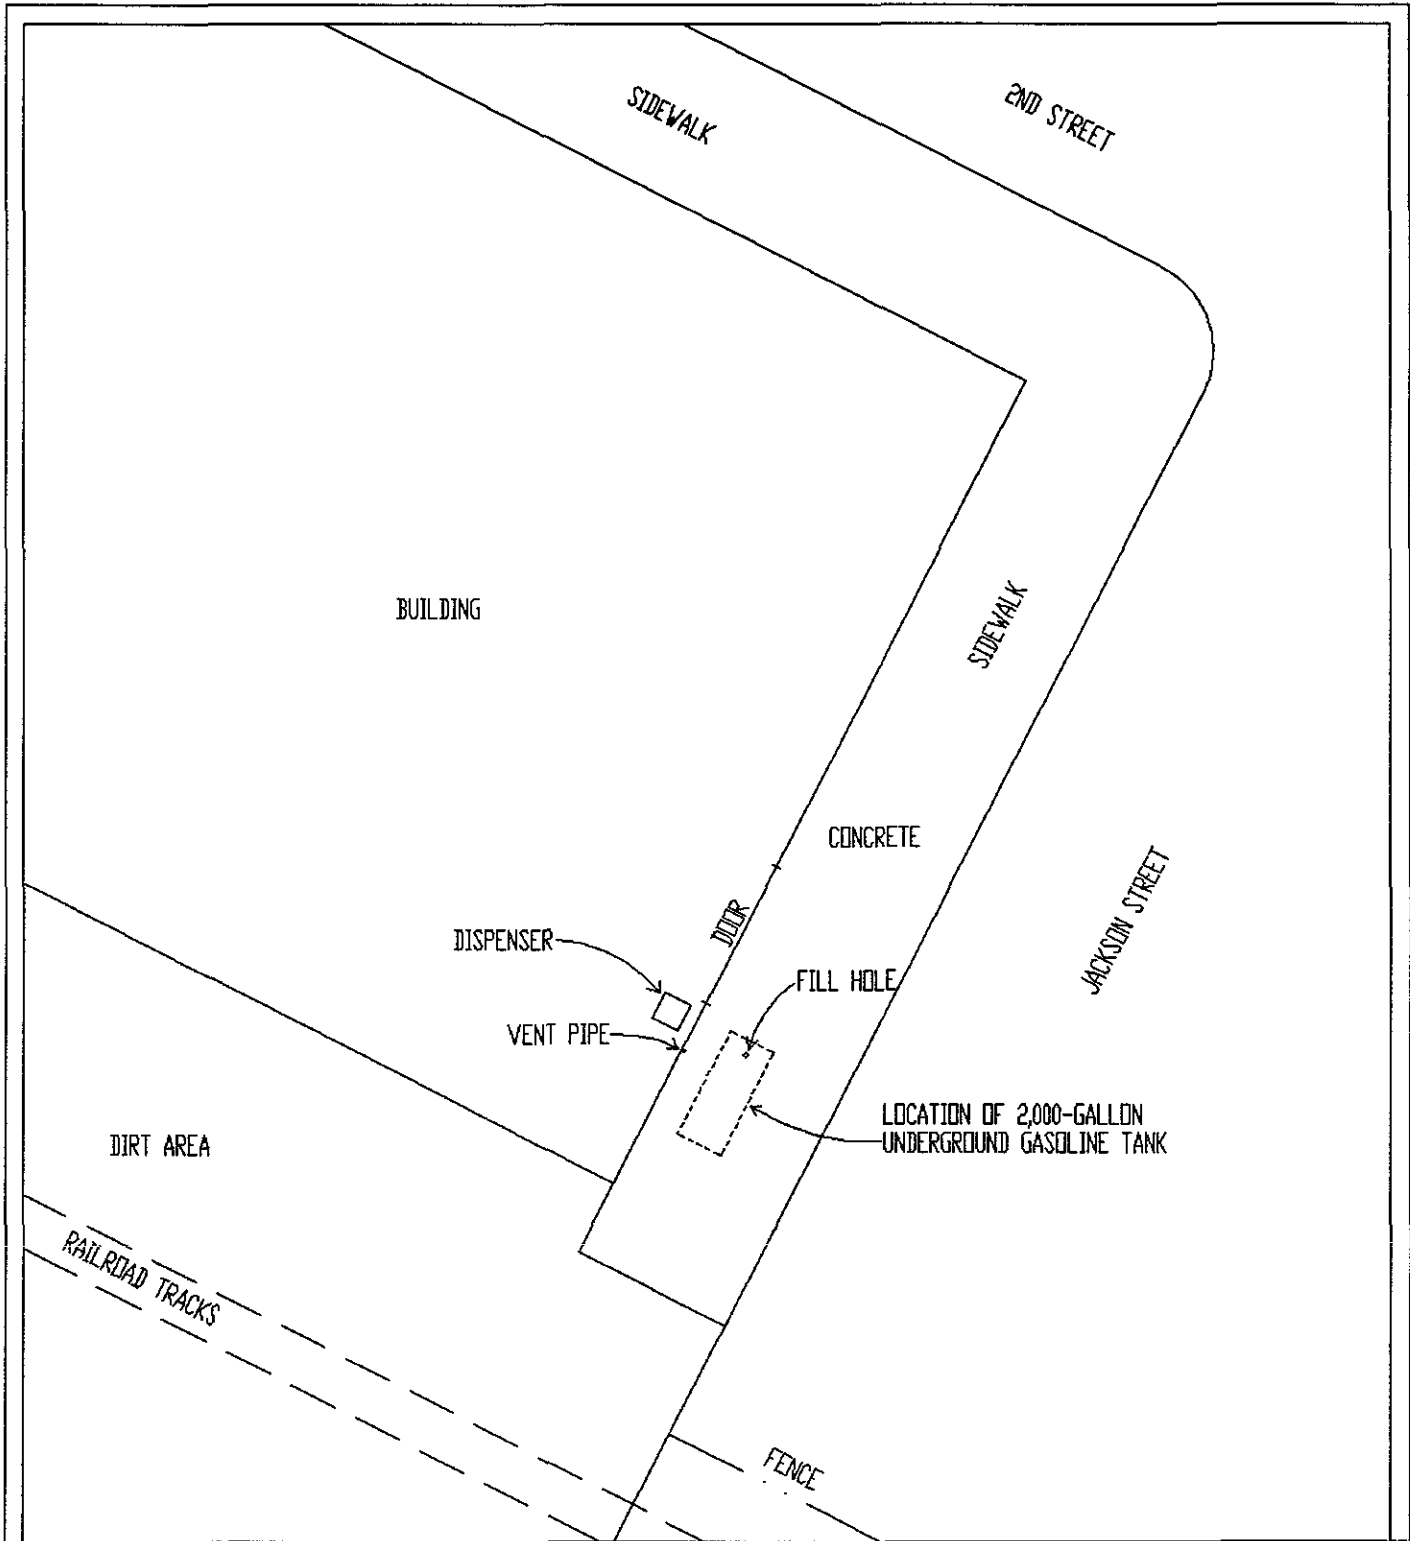 2ND STREET
SIDEWALK
BUILDING
SIDEWALK
CONCRETE
JACKSON STREET
DOOR
DISPENSER
FILL HOLE
VENT PIPE
LOCATION OF 2,000-GALLON
UNDERGROUND GASOLINE TANK
DIRT AREA
RAILROAD TRACKS
FENCE